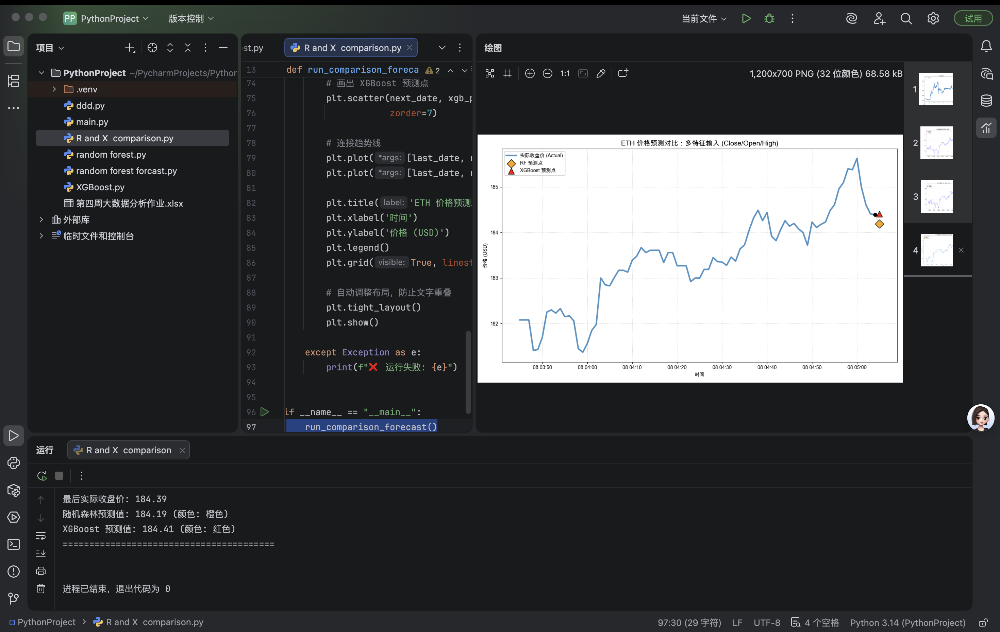 PP PythonProject 版本控制 当前文件 试用
项目
PythonProject ~/PycharmProjects/Python
.venv
ddd.py
main.py
R and X  comparison.py
random forest.py
random forest forcast.py
XGBoost.py
第四周大数据分析作业.xlsx
外部库
临时文件和控制台
st.py R and X  comparison.py
13 def run_comparison_foreca 2
74 # 画出 XGBoost 预测点
75 plt.scatter(next_date, xgb_p
76 zorder=7)
77
78 # 连接趋势线
79 plt.plot( *args: [last_date, n
80 plt.plot( *args: [last_date, n
81
82 plt.title( label: 'ETH 价格预测
83 plt.xlabel('时间')
84 plt.ylabel('价格 (USD)')
85 plt.legend()
86 plt.grid( visible: True, linest
87
88 # 自动调整布局，防止文字重叠
89 plt.tight_layout()
90 plt.show()
91
92 except Exception as e:
93 print(f"❌ 运行失败: {e}")
94
95
96 if __name__ == "__main__":
97 run_comparison_forecast()
绘图
1:1 1,200x700 PNG (32 位颜色) 68.58 kB
1
2
3
4
ETH 价格预测对比：多特征输入 (Close/Open/High)
实际收盘价 (Actual)
RF 预测点
XGBoost 预测点
185
184
183
182
价格 (USD)
08 03:50 08 04:00 08 04:10 08 04:20 08 04:30 08 04:40 08 04:50 08 05:00
时间
运行 R and X  comparison
最后实际收盘价: 184.39
随机森林预测值: 184.19 (颜色: 橙色)
XGBoost 预测值: 184.41 (颜色: 红色)
========================================
进程已结束，退出代码为 0
PythonProject R and X  comparison.py 97:30 (29 字符) LF UTF-8 4 个空格 Python 3.14 (PythonProject)